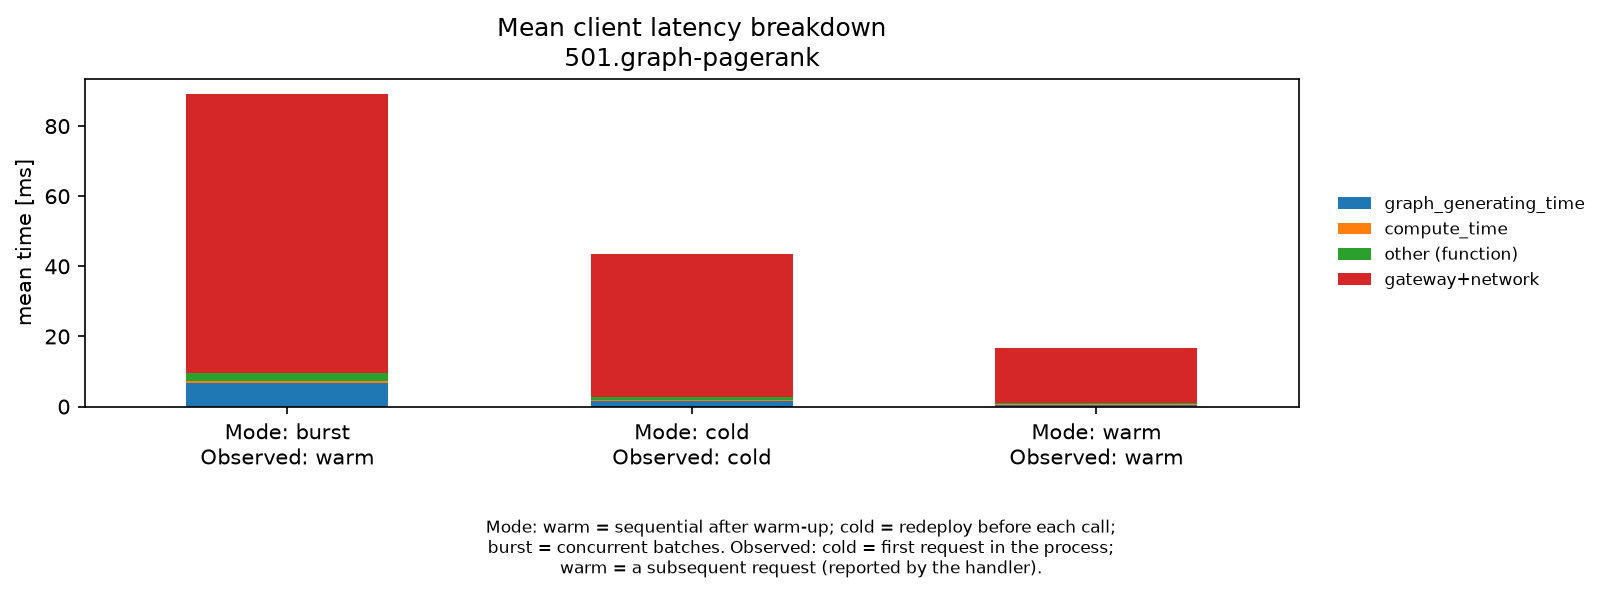 Mean client latency breakdown
501.graph-pagerank
mean time [ms]
80
60
40
20
0
Mode: burst
Observed: warm
Mode: cold
Observed: cold
Mode: warm
Observed: warm
graph_generating_time
compute_time
other (function)
gateway+network
Mode: warm = sequential after warm-up; cold = redeploy before each call;
burst = concurrent batches. Observed: cold = first request in the process;
warm = a subsequent request (reported by the handler).